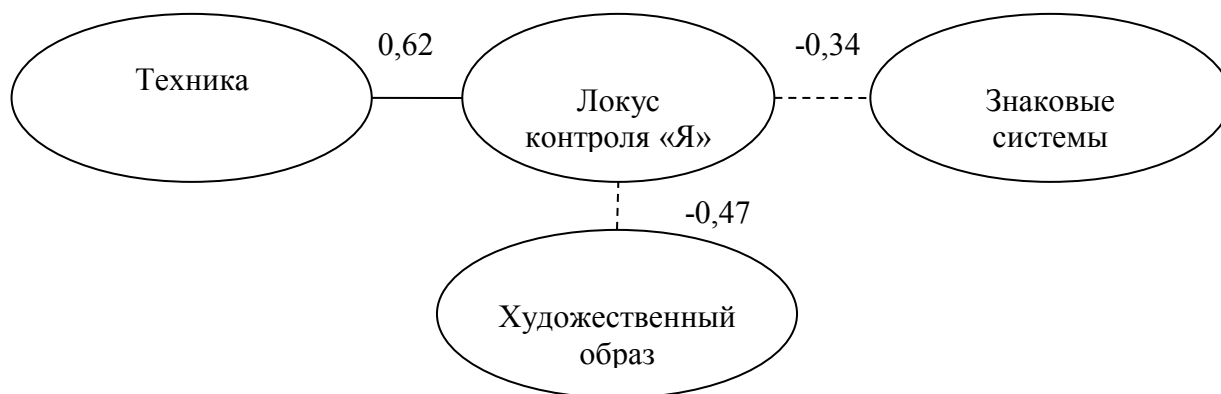 0,62
-0,34
Техника
Локус
контроля «Я»
Знаковые
системы
-0,47
Художественный
образ